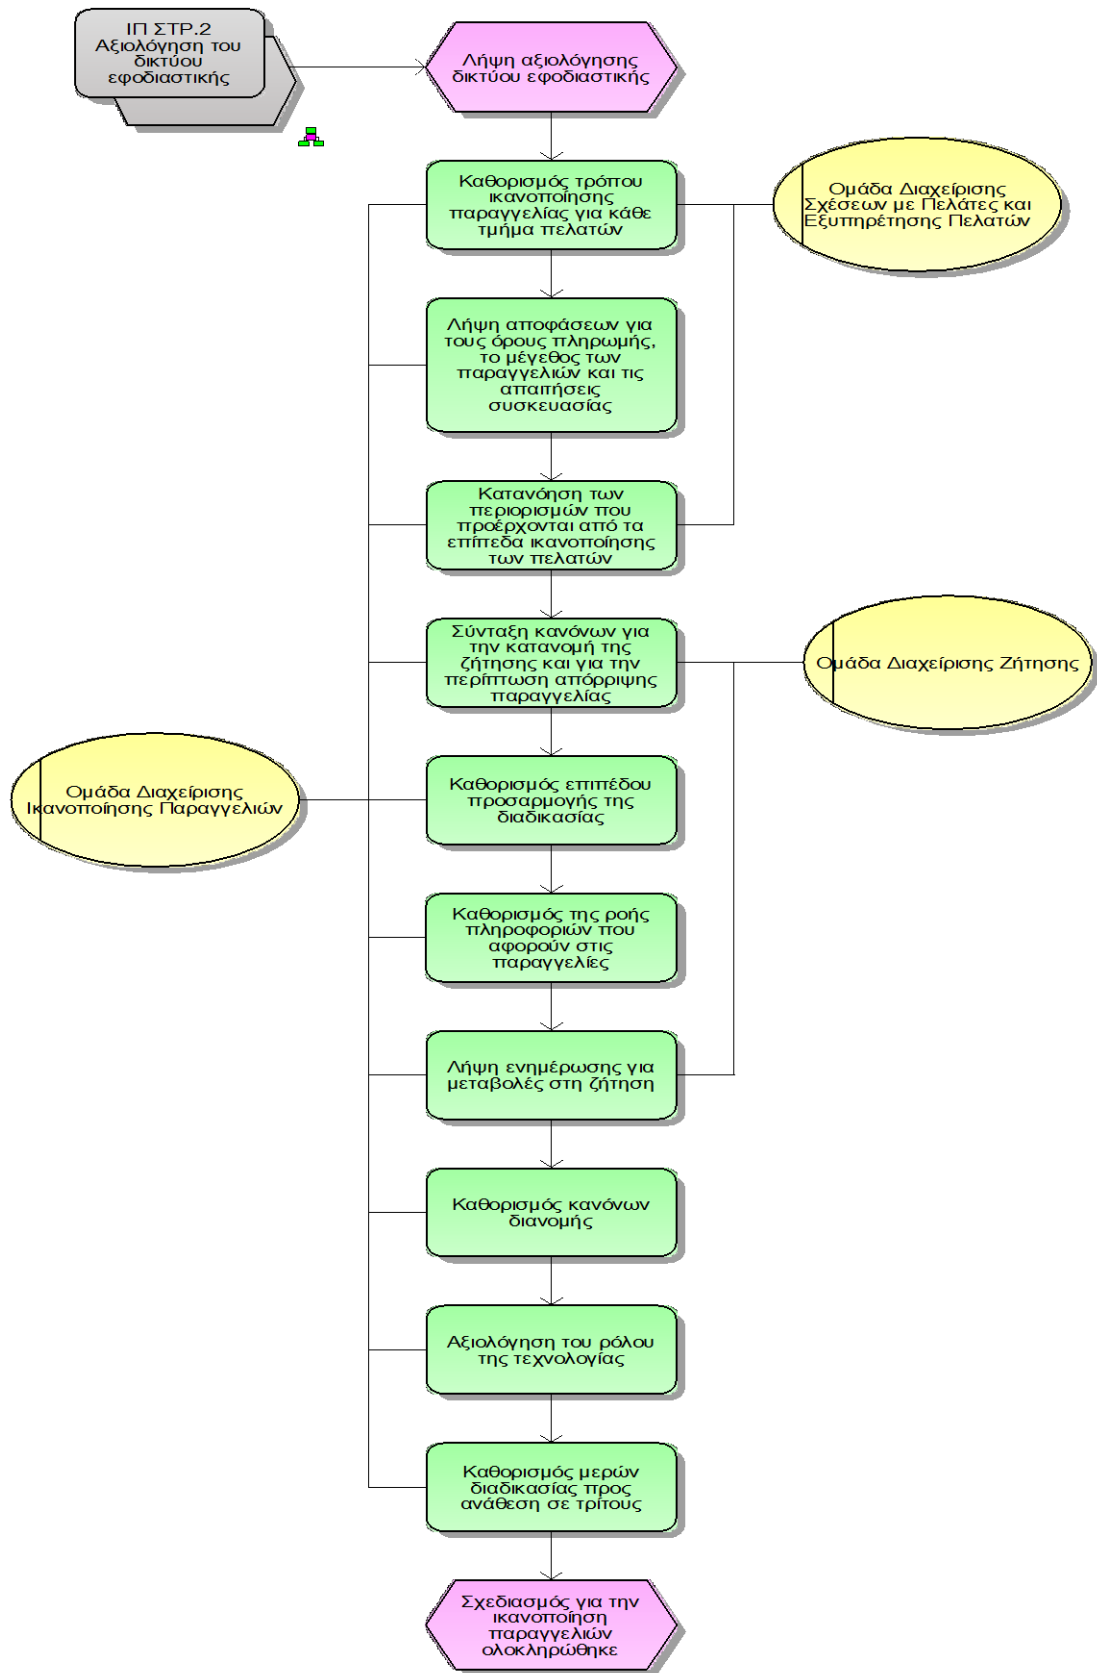 ΙΠ ΣΤΡ.2
Αξιολόγηση του
δικτύου
εφοδιαστικής
Λήψη αξιολόγησης
δικτύου εφοδιαστικής
Καθορισμός τρόπου
ικανοποίησης
παραγγελίας για κάθε
τμήμα πελατών
Ομάδα Διαχείρισης
Σχέσεων με Πελάτες και
Εξυπηρέτησης Πελατών
Λήψη αποφάσεων για
τους όρους πληρωμής,
το μέγεθος των
παραγγελιών και τις
απαιτήσεις
συσκευασίας
Κατανόηση των
περιορισμών που
προέρχονται από τα
επίπεδα ικανοποίησης
των πελατών
Σύνταξη κανόνων για
την κατανομή της
ζήτησης και για την
περίπτωση απόρριψης
παραγγελίας
Ομάδα Διαχείρισης Ζήτησης
Ομάδα Διαχείρισης
Ικανοποίησης Παραγγελιών
Καθορισμός επιπέδου
προσαρμογής της
διαδικασίας
Καθορισμός της ροής
πληροφοριών που
αφορούν στις
παραγγελίες
Λήψη ενημέρωσης για
μεταβολές στη ζήτηση
Καθορισμός κανόνων
διανομής
Αξιολόγηση του ρόλου
της τεχνολογίας
Καθορισμός μερών
διαδικασίας προς
ανάθεση σε τρίτους
Σχεδιασμός για την
ικανοποίηση
παραγγελιών
ολοκληρώθηκε